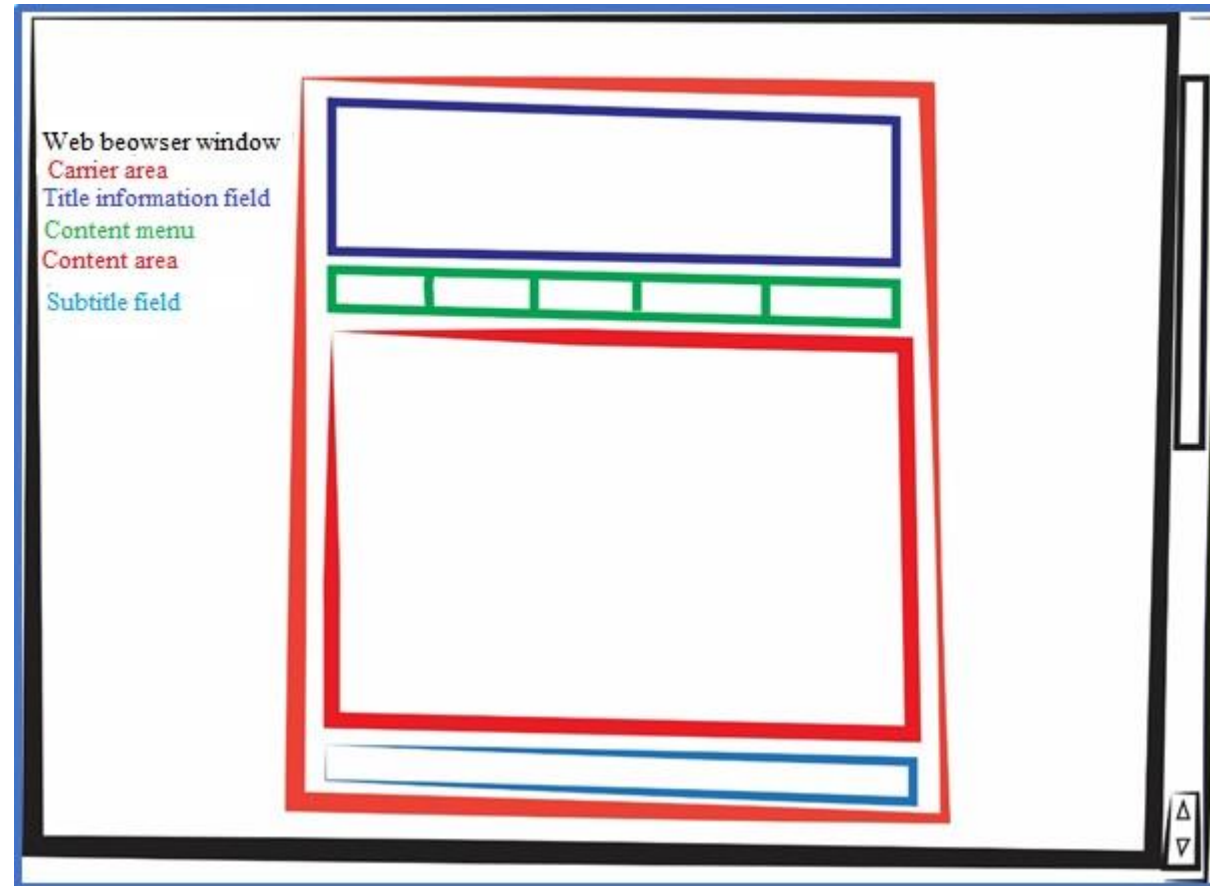 Web beowser window
Carrier area
Title information field
Content menu
Content area
Subtitle field